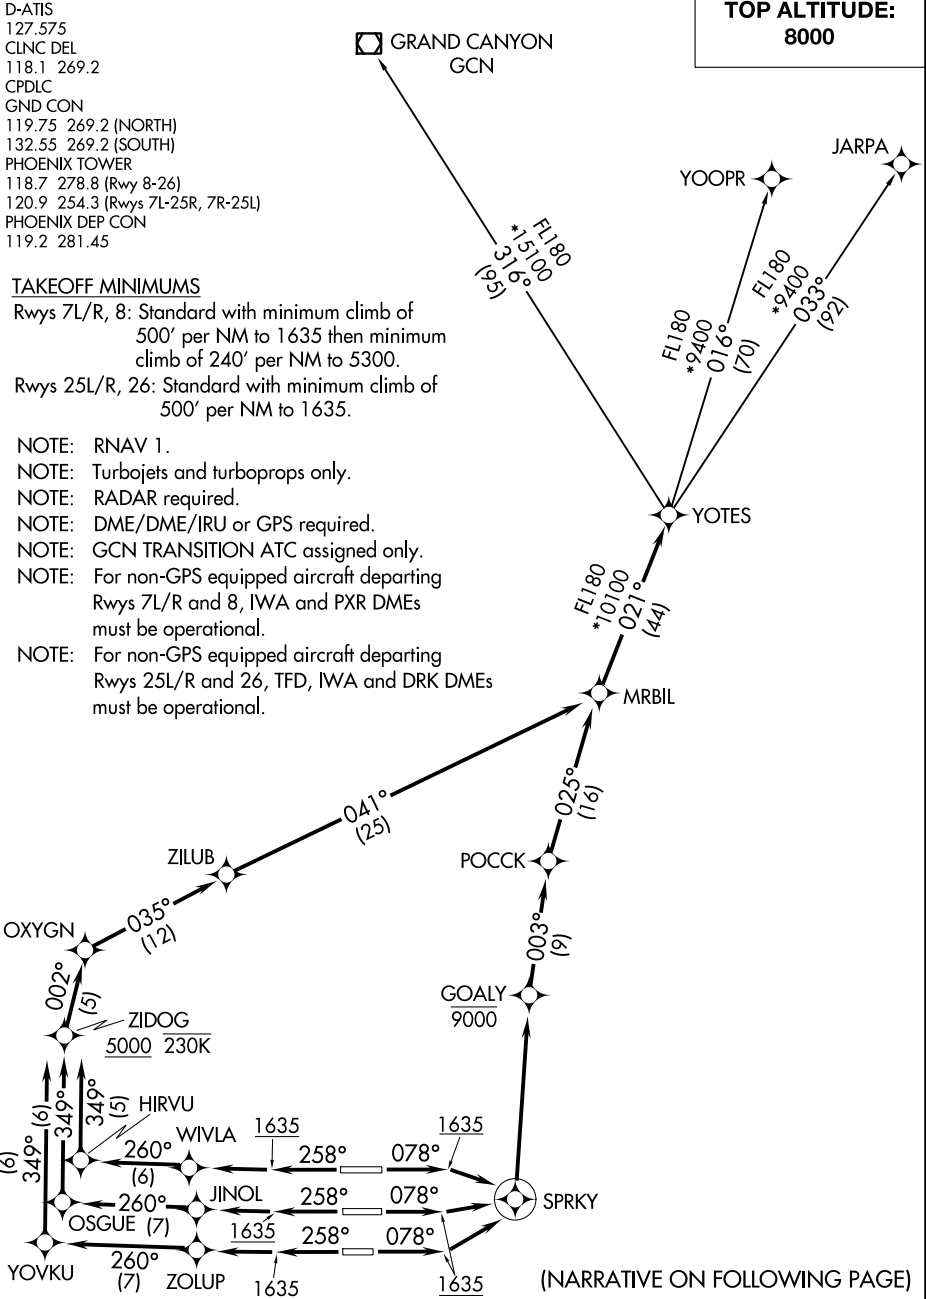 D-ATIS
127.575
CLNC DEL
118.1 269.2
CPDLC
GND CON
119.75 269.2 (NORTH)
132.55 269.2 (SOUTH)
PHOENIX TOWER
118.7 278.8 (Rwy 8-26)
120.9 254.3 (Rwys 7L-25R, 7R-25L)
PHOENIX DEP CON
119.2 281.45
TOP ALTITUDE:
8000
GRAND CANYON
GCN
YOOPR
JARPA
FL180
*15100
316°
(95)
FL180
*9400
016°
(70)
FL180
*9400
033°
(92)
TAKEOFF MINIMUMS
Rwys 7L/R, 8: Standard with minimum climb of
500' per NM to 1635 then minimum
climb of 240' per NM to 5300.
Rwys 25L/R, 26: Standard with minimum climb of
500' per NM to 1635.
NOTE: RNAV 1.
NOTE: Turbojets and turboprops only.
NOTE: RADAR required.
NOTE: DME/DME/IRU or GPS required.
NOTE: GCN TRANSITION ATC assigned only.
NOTE: For non-GPS equipped aircraft departing
Rwys 7L/R and 8, IWA and PXR DMEs
must be operational.
NOTE: For non-GPS equipped aircraft departing
Rwys 25L/R and 26, TFD, IWA and DRK DMEs
must be operational.
YOTES
FL180
*10100
021°
(44)
MRBIL
041°
(25)
025°
(16)
ZILUB
POCCK
035°
(12)
OXYGN
003°
(9)
002°
(5)
GOALY
9000
ZIDOG
5000 230K
349°
(6)
349°
(6)
349°
(5)
HIRVU
WIVLA
260°
(6)
1635
258°
078°
1635
JINOL
260°
(7)
OSGUE
1635
258°
078°
SPRKY
YOVKU
260°
(7)
ZOLUP
1635
258°
078°
1635
(NARRATIVE ON FOLLOWING PAGE)